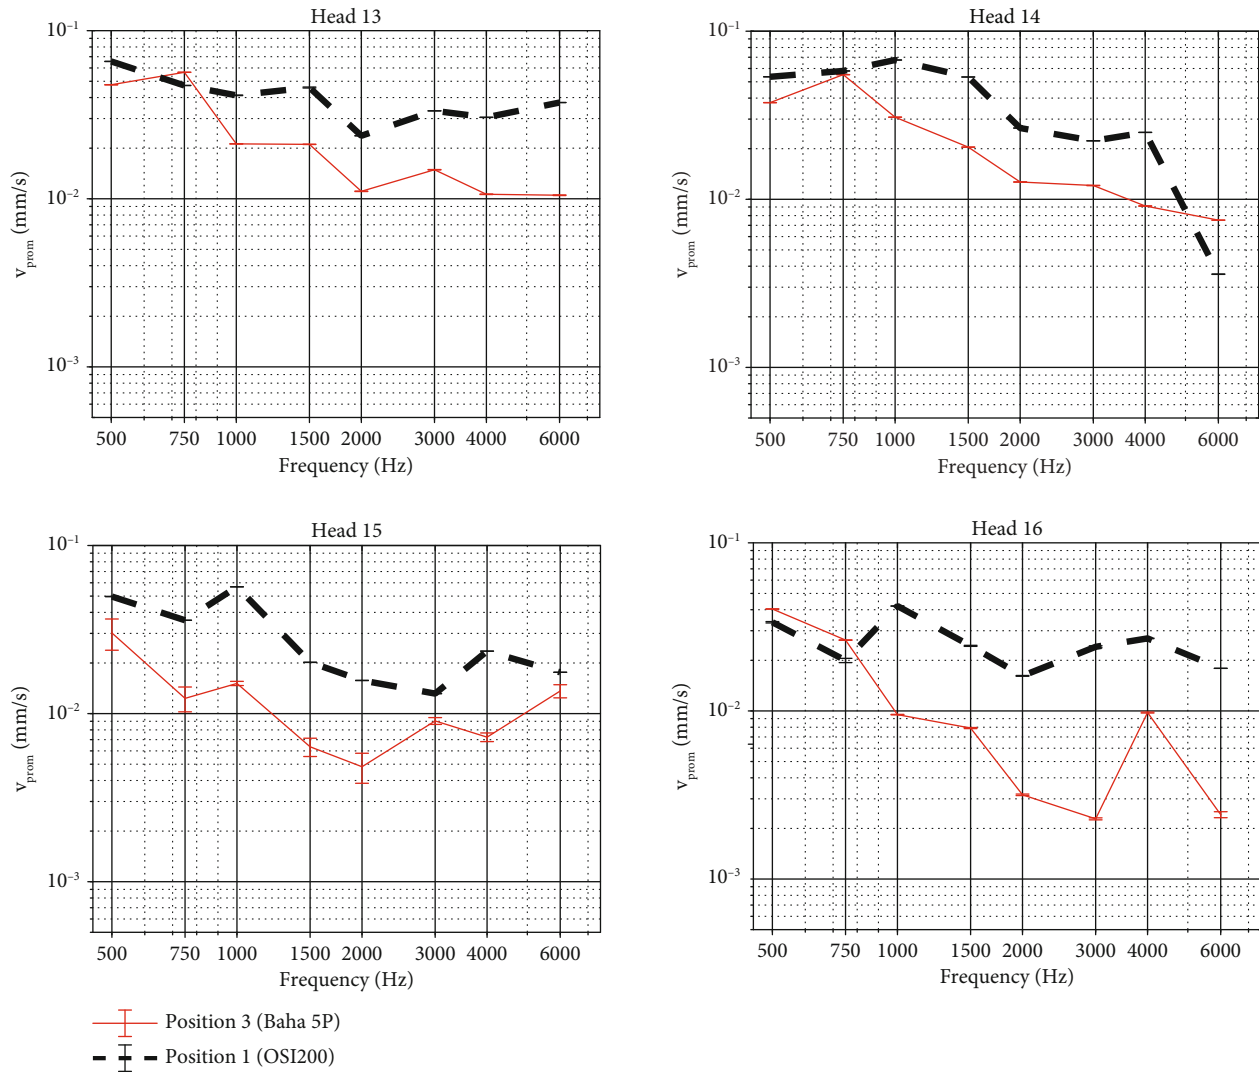 Head 13
10⁻¹
10⁻²
10⁻³
v_prom (mm/s)
500 750 1000 1500 2000 3000 4000 6000
Frequency (Hz)
Head 14
10⁻¹
10⁻²
10⁻³
v_prom (mm/s)
500 750 1000 1500 2000 3000 4000 6000
Frequency (Hz)
Head 15
10⁻¹
10⁻²
10⁻³
v_prom (mm/s)
500 750 1000 1500 2000 3000 4000 6000
Frequency (Hz)
Head 16
10⁻¹
10⁻²
10⁻³
v_prom (mm/s)
500 750 1000 1500 2000 3000 4000 6000
Frequency (Hz)
Position 3 (Baha 5P)
Position 1 (OSI200)